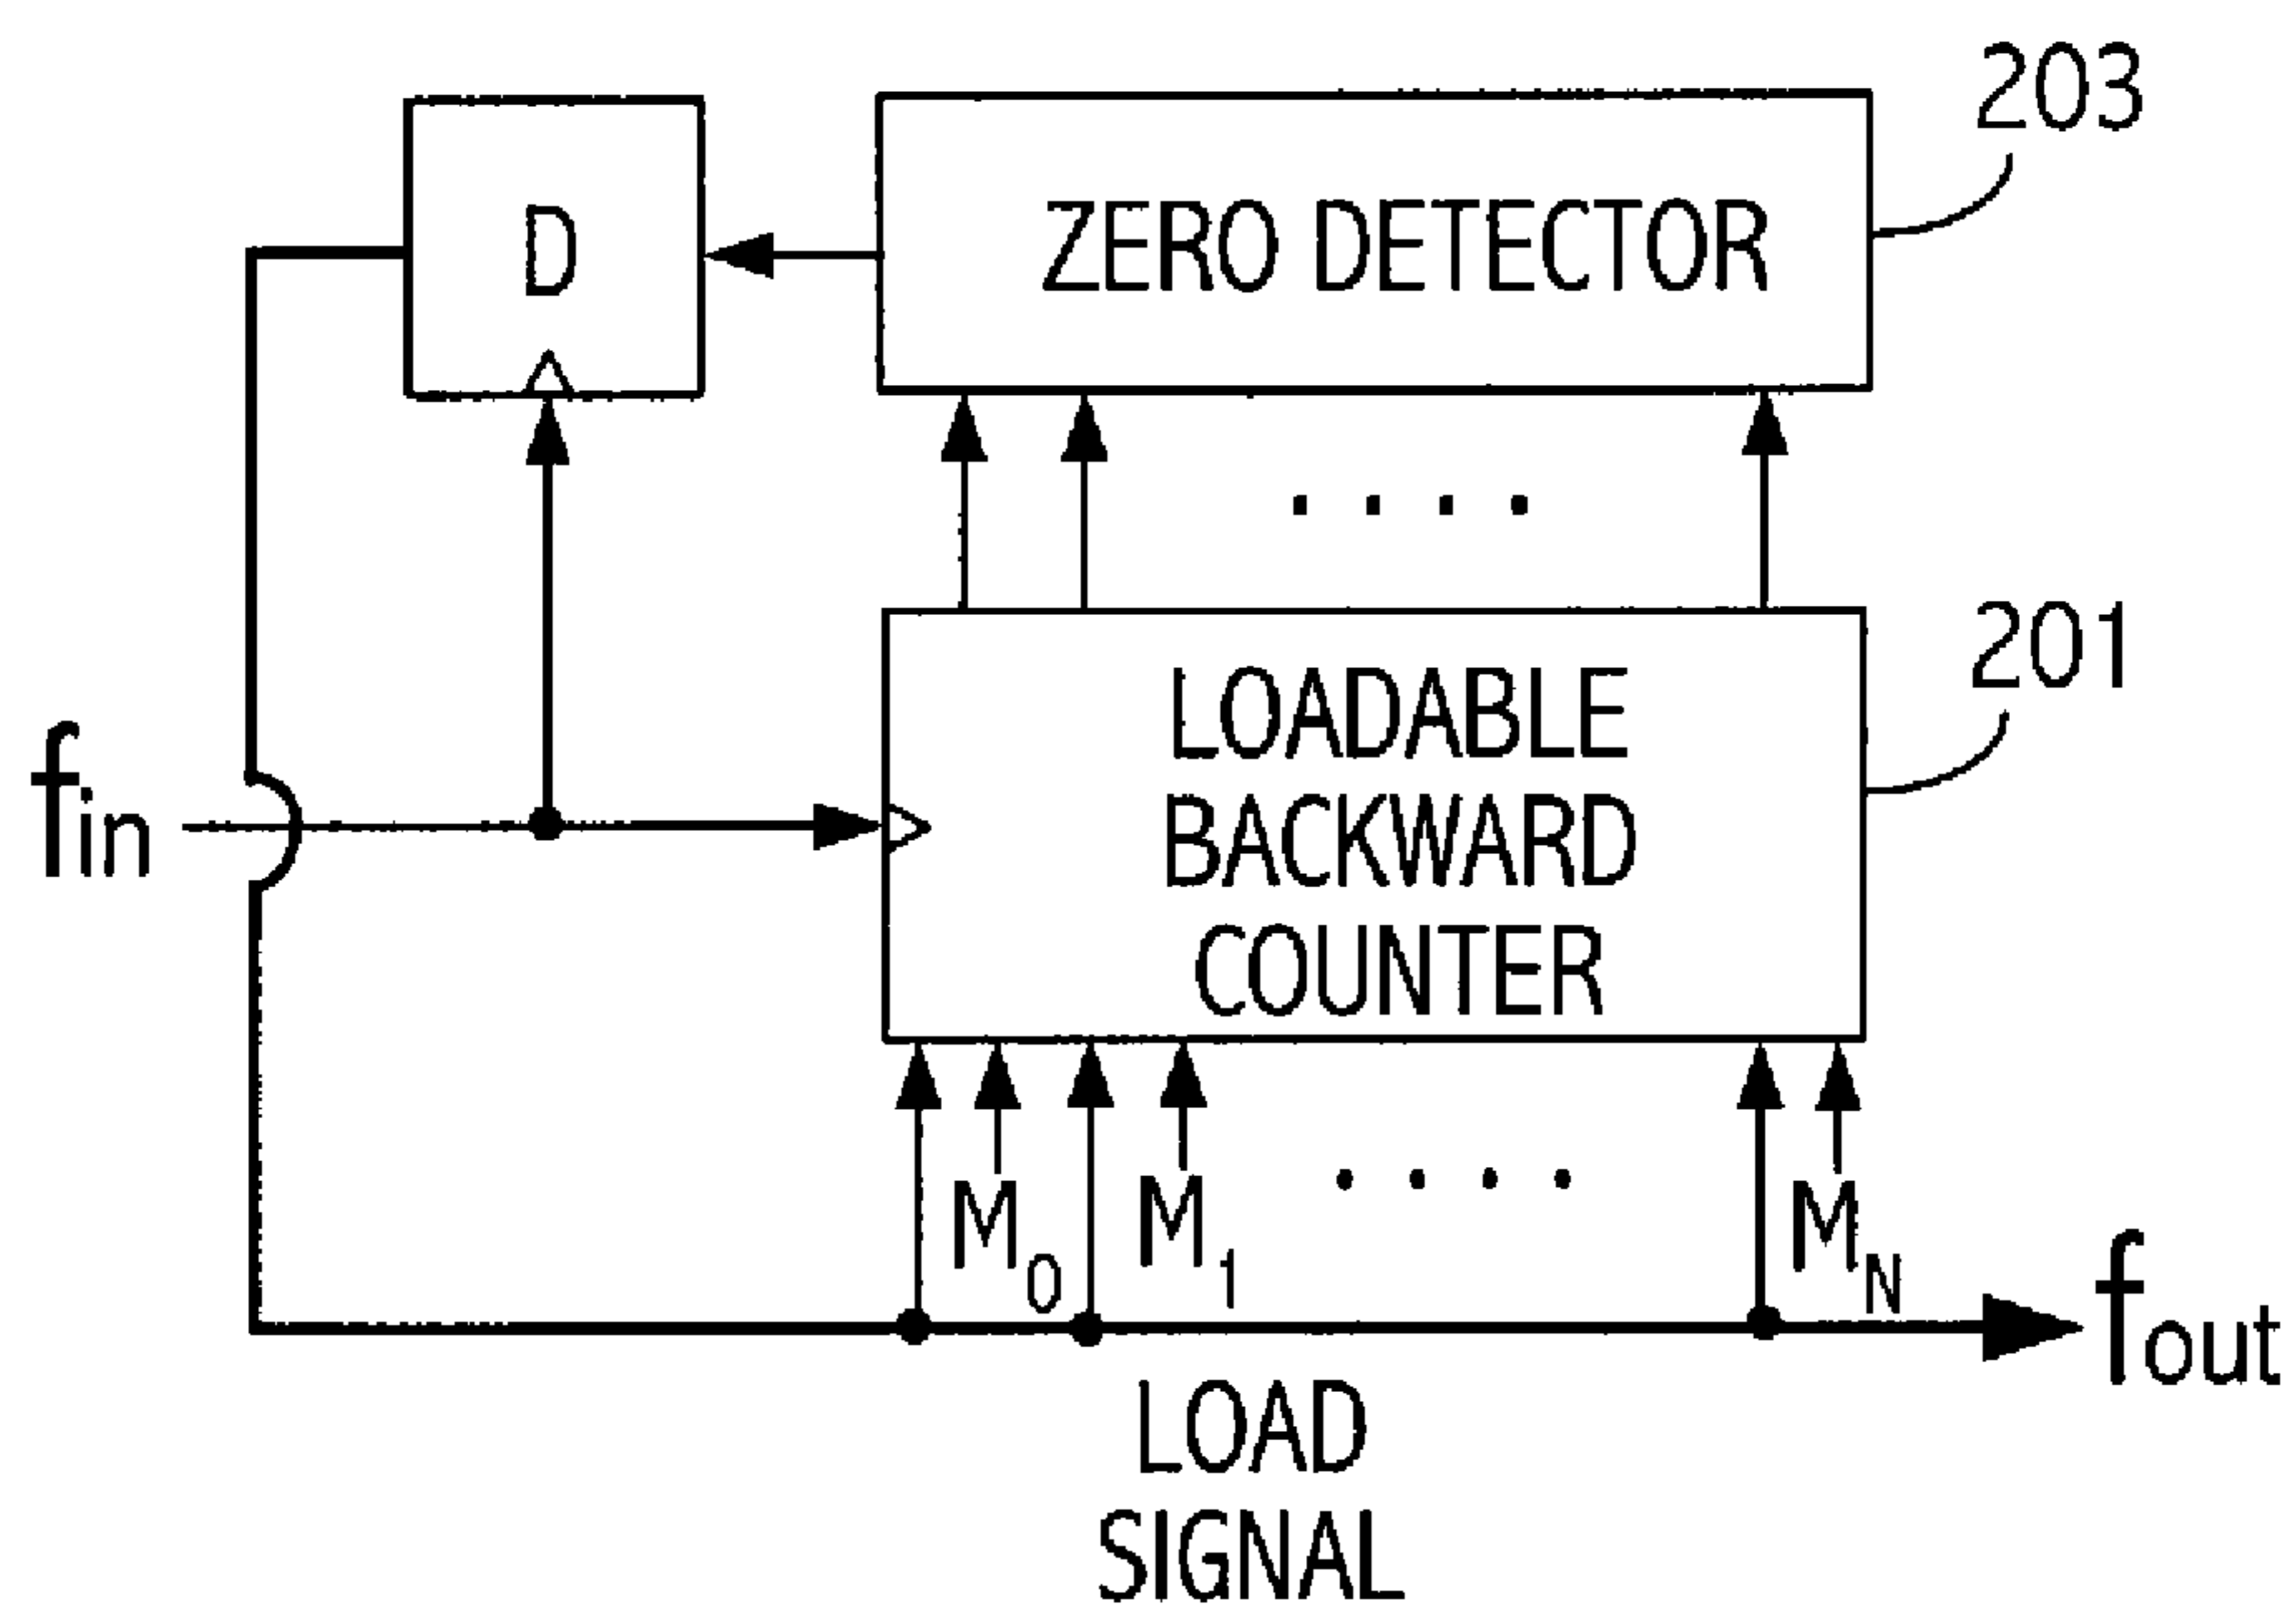 203
D
ZERO DETECTOR
201
LOADABLE
BACKWARD
COUNTER
fin
M0
M1
MN
fout
LOAD
SIGNAL